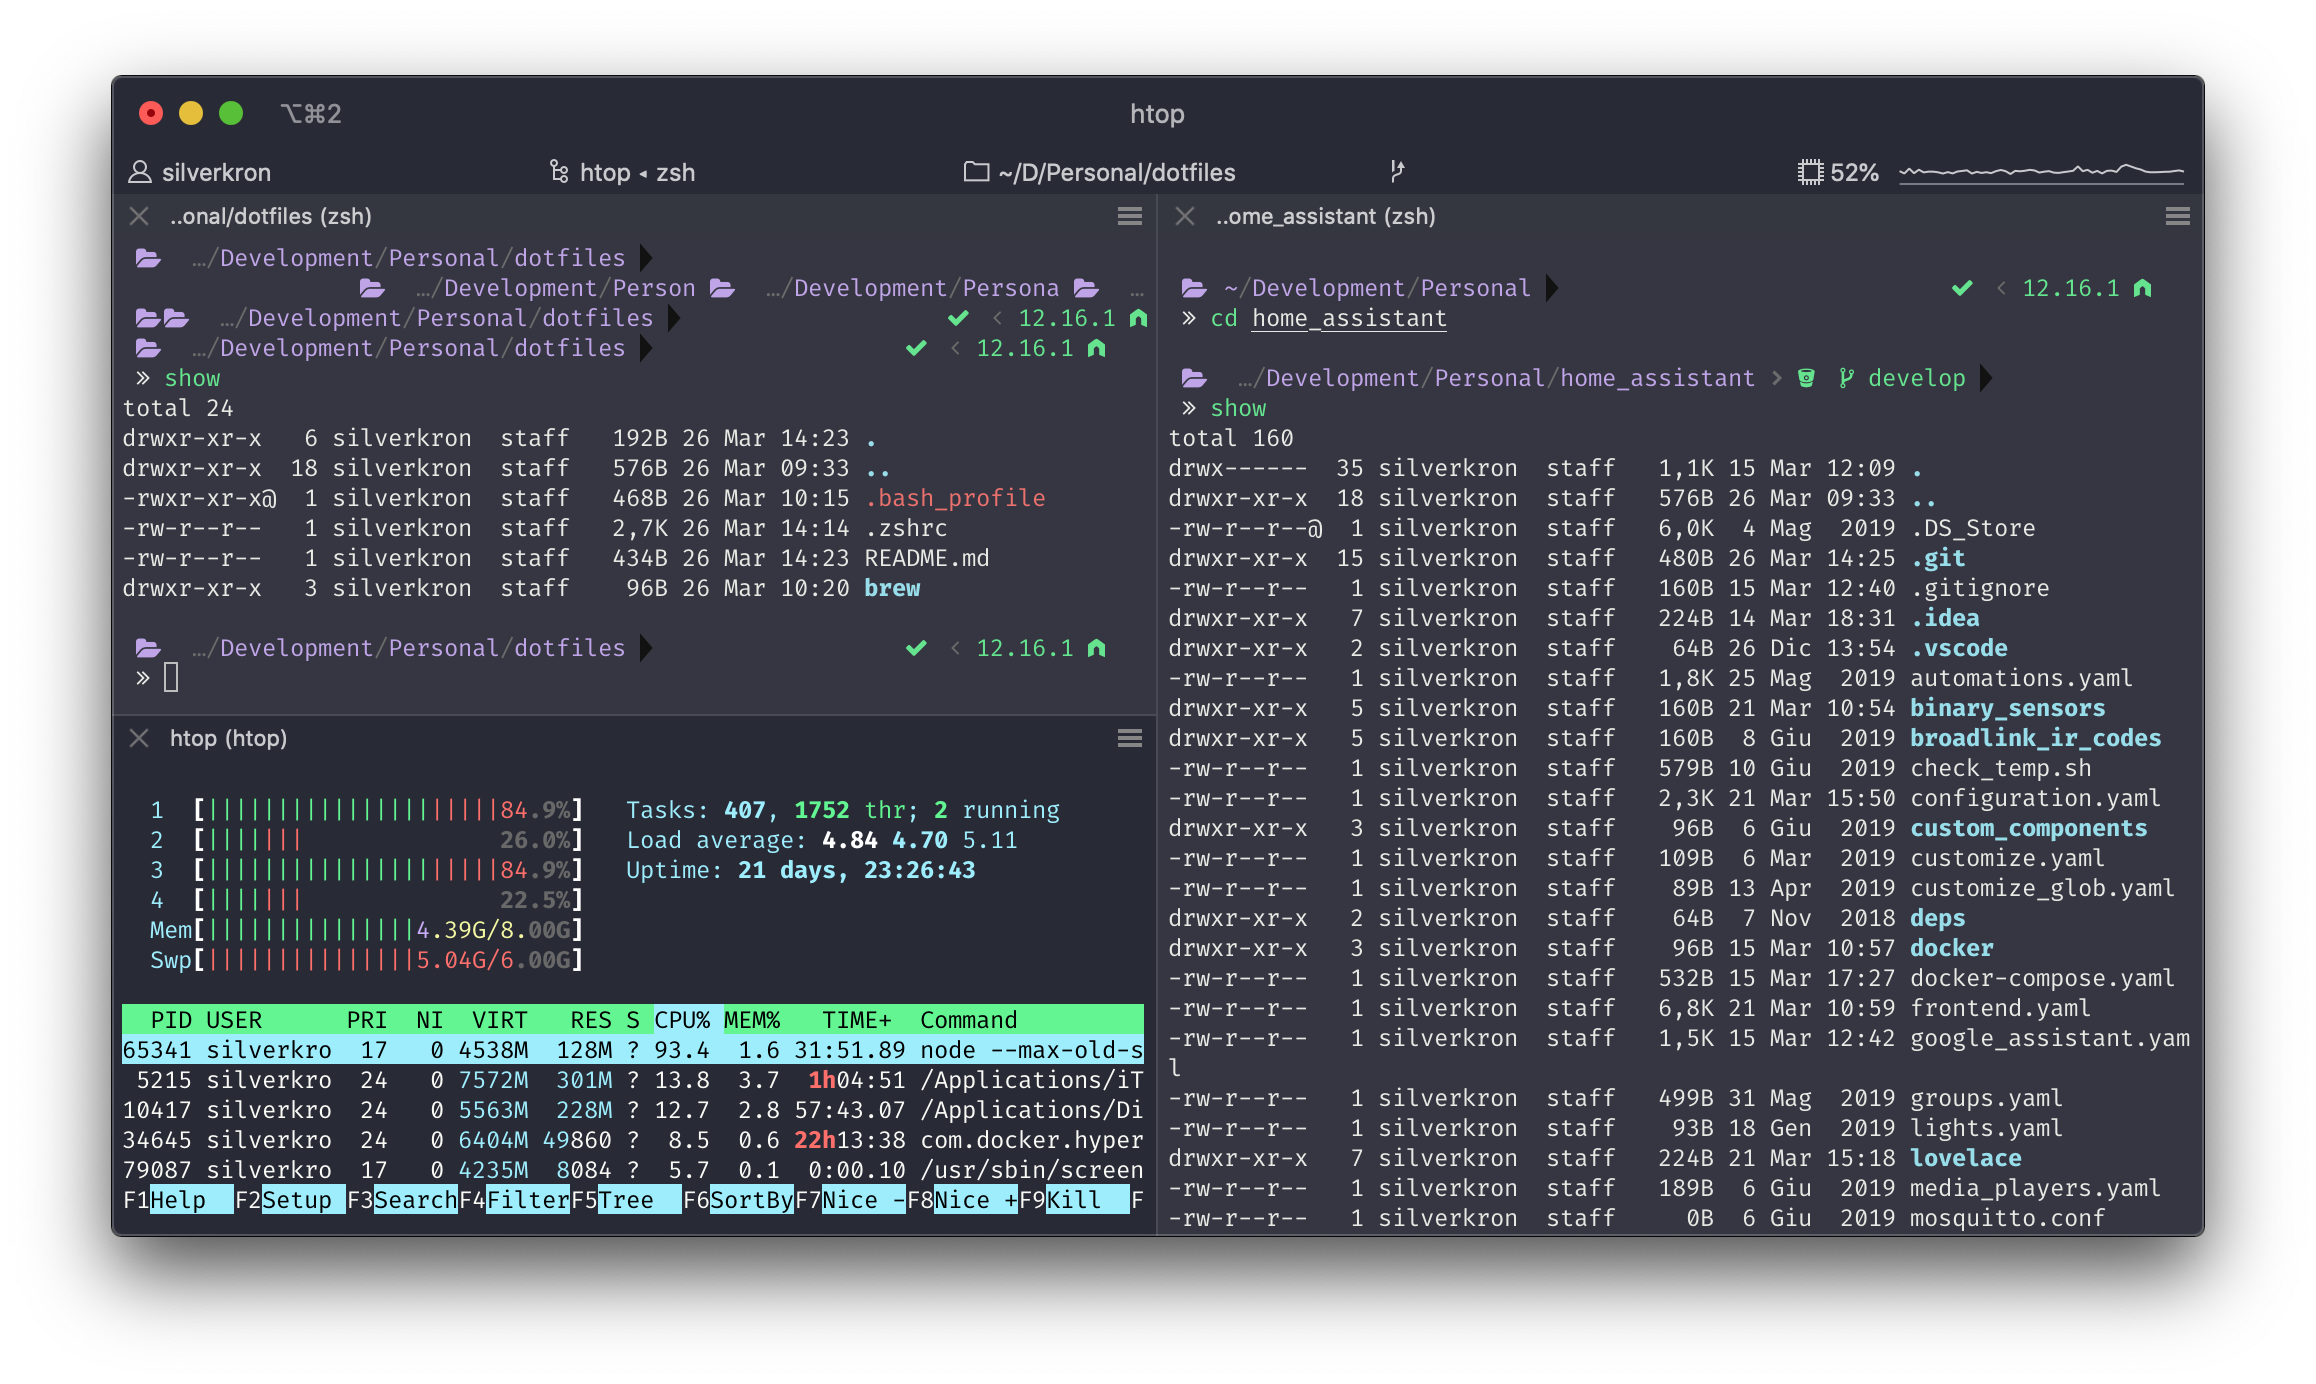 ⌥⌘2 htop
silverkron htop ◂ zsh ~/D/Personal/dotfiles 52%
..onal/dotfiles (zsh)
…/Development/Personal/dotfiles
…/Development/Person …/Development/Persona …
…/Development/Personal/dotfiles 12.16.1
…/Development/Personal/dotfiles 12.16.1
» show
total 24
drwxr-xr-x 6 silverkron staff 192B 26 Mar 14:23 .
drwxr-xr-x 18 silverkron staff 576B 26 Mar 09:33 ..
-rwxr-xr-x@ 1 silverkron staff 468B 26 Mar 10:15 .bash_profile
-rw-r--r-- 1 silverkron staff 2,7K 26 Mar 14:14 .zshrc
-rw-r--r-- 1 silverkron staff 434B 26 Mar 14:23 README.md
drwxr-xr-x 3 silverkron staff 96B 26 Mar 10:20 brew
…/Development/Personal/dotfiles 12.16.1
»
htop (htop)
1 [||||||||||||||||||||||84.9%] Tasks: 407, 1752 thr; 2 running
2 [||||||| 26.0%] Load average: 4.84 4.70 5.11
3 [||||||||||||||||||||||84.9%] Uptime: 21 days, 23:26:43
4 [||||||| 22.5%]
Mem[|||||||||||||||4.39G/8.00G]
Swp[|||||||||||||||5.04G/6.00G]
PID USER PRI NI VIRT RES S CPU% MEM% TIME+ Command
65341 silverkro 17 0 4538M 128M ? 93.4 1.6 31:51.89 node --max-old-s
5215 silverkro 24 0 7572M 301M ? 13.8 3.7 1h04:51 /Applications/iT
10417 silverkro 24 0 5563M 228M ? 12.7 2.8 57:43.07 /Applications/Di
34645 silverkro 24 0 6404M 49860 ? 8.5 0.6 22h13:38 com.docker.hyper
79087 silverkro 17 0 4235M 8084 ? 5.7 0.1 0:00.10 /usr/sbin/screen
F1Help F2Setup F3SearchF4FilterF5Tree F6SortByF7Nice -F8Nice +F9Kill F
..ome_assistant (zsh)
~/Development/Personal 12.16.1
» cd home_assistant
…/Development/Personal/home_assistant develop
» show
total 160
drwx------ 35 silverkron staff 1,1K 15 Mar 12:09 .
drwxr-xr-x 18 silverkron staff 576B 26 Mar 09:33 ..
-rw-r--r--@ 1 silverkron staff 6,0K 4 Mag 2019 .DS_Store
drwxr-xr-x 15 silverkron staff 480B 26 Mar 14:25 .git
-rw-r--r-- 1 silverkron staff 160B 15 Mar 12:40 .gitignore
drwxr-xr-x 7 silverkron staff 224B 14 Mar 18:31 .idea
drwxr-xr-x 2 silverkron staff 64B 26 Dic 13:54 .vscode
-rw-r--r-- 1 silverkron staff 1,8K 25 Mag 2019 automations.yaml
drwxr-xr-x 5 silverkron staff 160B 21 Mar 10:54 binary_sensors
drwxr-xr-x 5 silverkron staff 160B 8 Giu 2019 broadlink_ir_codes
-rw-r--r-- 1 silverkron staff 579B 10 Giu 2019 check_temp.sh
-rw-r--r-- 1 silverkron staff 2,3K 21 Mar 15:50 configuration.yaml
drwxr-xr-x 3 silverkron staff 96B 6 Giu 2019 custom_components
-rw-r--r-- 1 silverkron staff 109B 6 Mar 2019 customize.yaml
-rw-r--r-- 1 silverkron staff 89B 13 Apr 2019 customize_glob.yaml
drwxr-xr-x 2 silverkron staff 64B 7 Nov 2018 deps
drwxr-xr-x 3 silverkron staff 96B 15 Mar 10:57 docker
-rw-r--r-- 1 silverkron staff 532B 15 Mar 17:27 docker-compose.yaml
-rw-r--r-- 1 silverkron staff 6,8K 21 Mar 10:59 frontend.yaml
-rw-r--r-- 1 silverkron staff 1,5K 15 Mar 12:42 google_assistant.yam
l
-rw-r--r-- 1 silverkron staff 499B 31 Mag 2019 groups.yaml
-rw-r--r-- 1 silverkron staff 93B 18 Gen 2019 lights.yaml
drwxr-xr-x 7 silverkron staff 224B 21 Mar 15:18 lovelace
-rw-r--r-- 1 silverkron staff 189B 6 Giu 2019 media_players.yaml
-rw-r--r-- 1 silverkron staff 0B 6 Giu 2019 mosquitto.conf